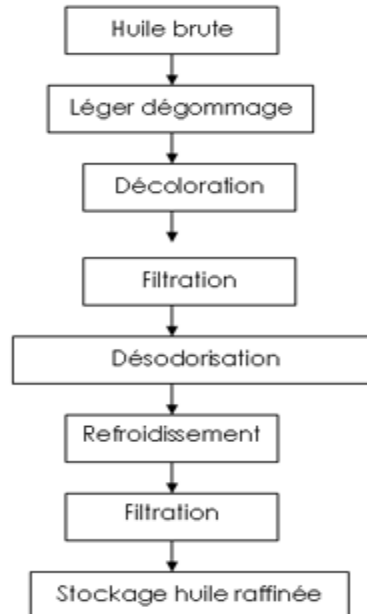 Huile brute
Léger dégommage
Décoloration
Filtration
Désodorisation
Refroidissement
Filtration
Stockage huile raffinée